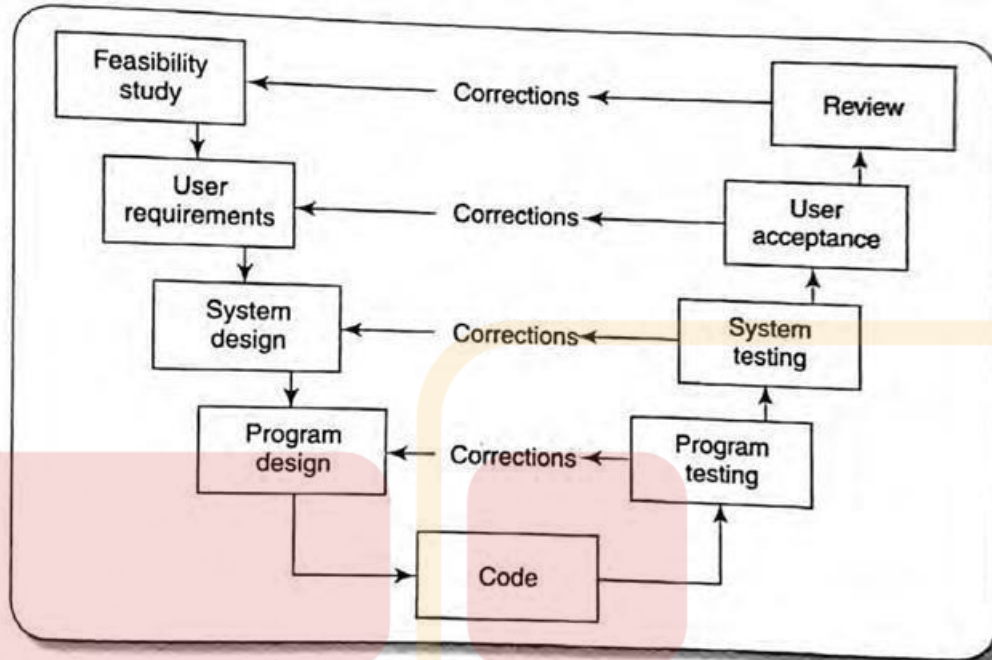 Feasibility
study
Corrections
Review
User
requirements
Corrections
User
acceptance
System
design
Corrections
System
testing
Program
design
Corrections
Program
testing
Code